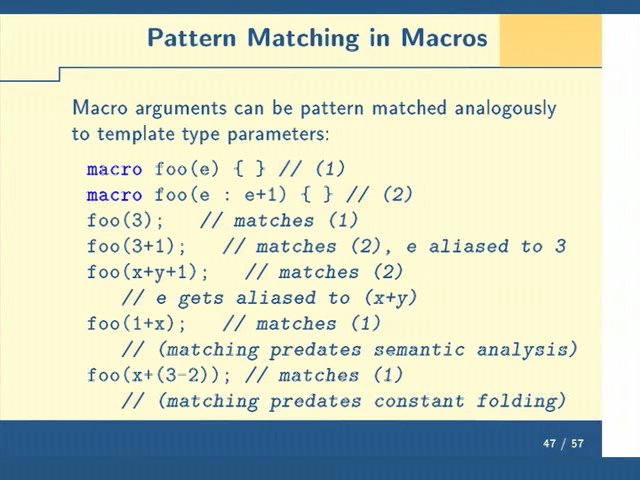 Pattern Matching in Macros
Macro arguments can be pattern matched analogously
to template type parameters:
macro foo(e) { } // (1)
macro foo(e : e+1) { } // (2)
foo(3); // matches (1)
foo(3+1); // matches (2), e aliased to 3
foo(x+y+1); // matches (2)
// e gets aliased to (x+y)
foo(1+x); // matches (1)
// (matching predates semantic analysis)
foo(x+(3-2)); // matches (1)
// (matching predates constant folding)
47 / 57